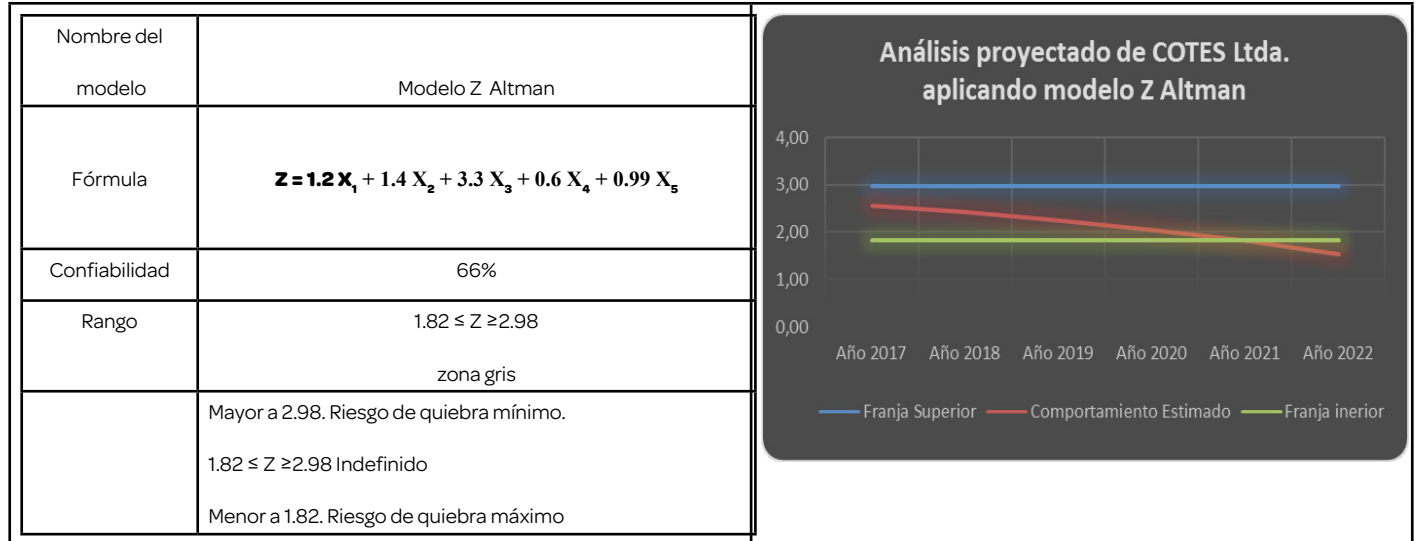 Nombre del
modelo
Modelo Z Altman
Fórmula
Z = 1.2 X₁ + 1.4 X₂ + 3.3 X₃ + 0.6 X₄ + 0.99 X₅
Confiabilidad
66%
Rango
1.82 ≤ Z ≥2.98
zona gris
Mayor a 2.98. Riesgo de quiebra mínimo.
1.82 ≤ Z ≥2.98 Indefinido
Menor a 1.82. Riesgo de quiebra máximo
Análisis proyectado de COTES Ltda.
aplicando modelo Z Altman
4,00
3,00
2,00
1,00
0,00
Año 2017 Año 2018 Año 2019 Año 2020 Año 2021 Año 2022
Franja Superior Comportamiento Estimado Franja inerior